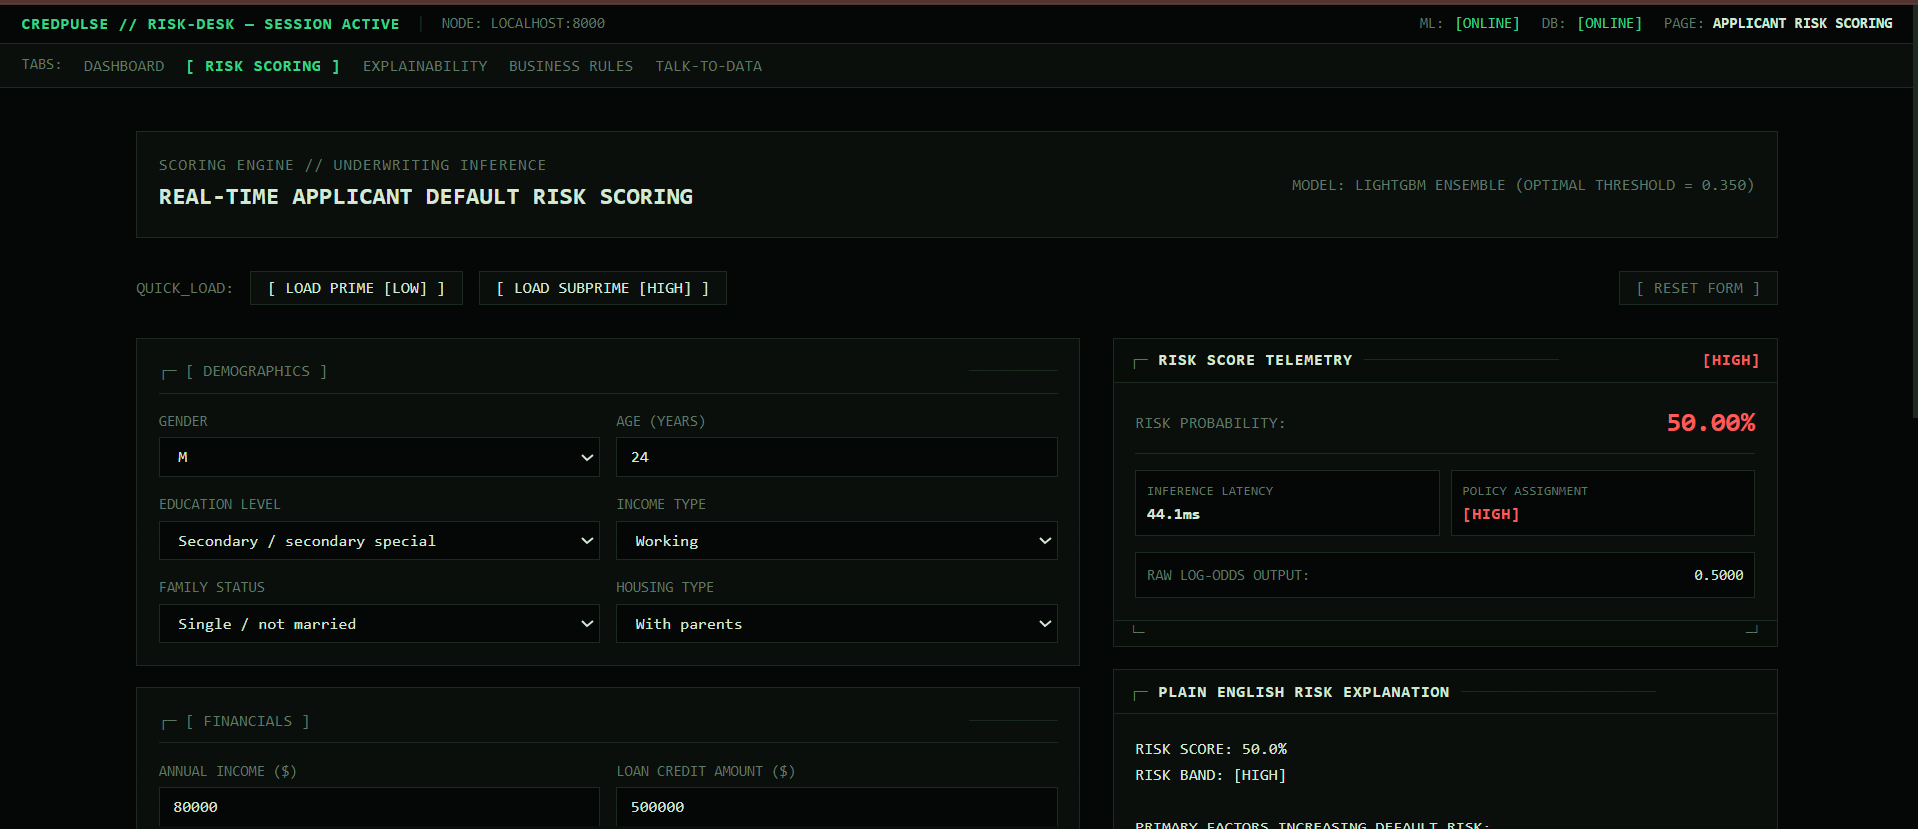 CREDPULSE // RISK-DESK — SESSION ACTIVE | NODE: LOCALHOST:8000 ML: [ONLINE] DB: [ONLINE] PAGE: APPLICANT RISK SCORING
TABS: DASHBOARD [ RISK SCORING ] EXPLAINABILITY BUSINESS RULES TALK-TO-DATA
SCORING ENGINE // UNDERWRITING INFERENCE
REAL-TIME APPLICANT DEFAULT RISK SCORING
MODEL: LIGHTGBM ENSEMBLE (OPTIMAL THRESHOLD = 0.350)
QUICK_LOAD: [ LOAD PRIME [LOW] ] [ LOAD SUBPRIME [HIGH] ] [ RESET FORM ]
[ DEMOGRAPHICS ]
GENDER AGE (YEARS)
M 24
EDUCATION LEVEL INCOME TYPE
Secondary / secondary special Working
FAMILY STATUS HOUSING TYPE
Single / not married With parents
[ FINANCIALS ]
ANNUAL INCOME ($) LOAN CREDIT AMOUNT ($)
80000 500000
RISK SCORE TELEMETRY [HIGH]
RISK PROBABILITY: 50.00%
INFERENCE LATENCY POLICY ASSIGNMENT
44.1ms [HIGH]
RAW LOG-ODDS OUTPUT: 0.5000
PLAIN ENGLISH RISK EXPLANATION
RISK SCORE: 50.0%
RISK BAND: [HIGH]
PRIMARY FACTORS INCREASING DEFAULT RISK: